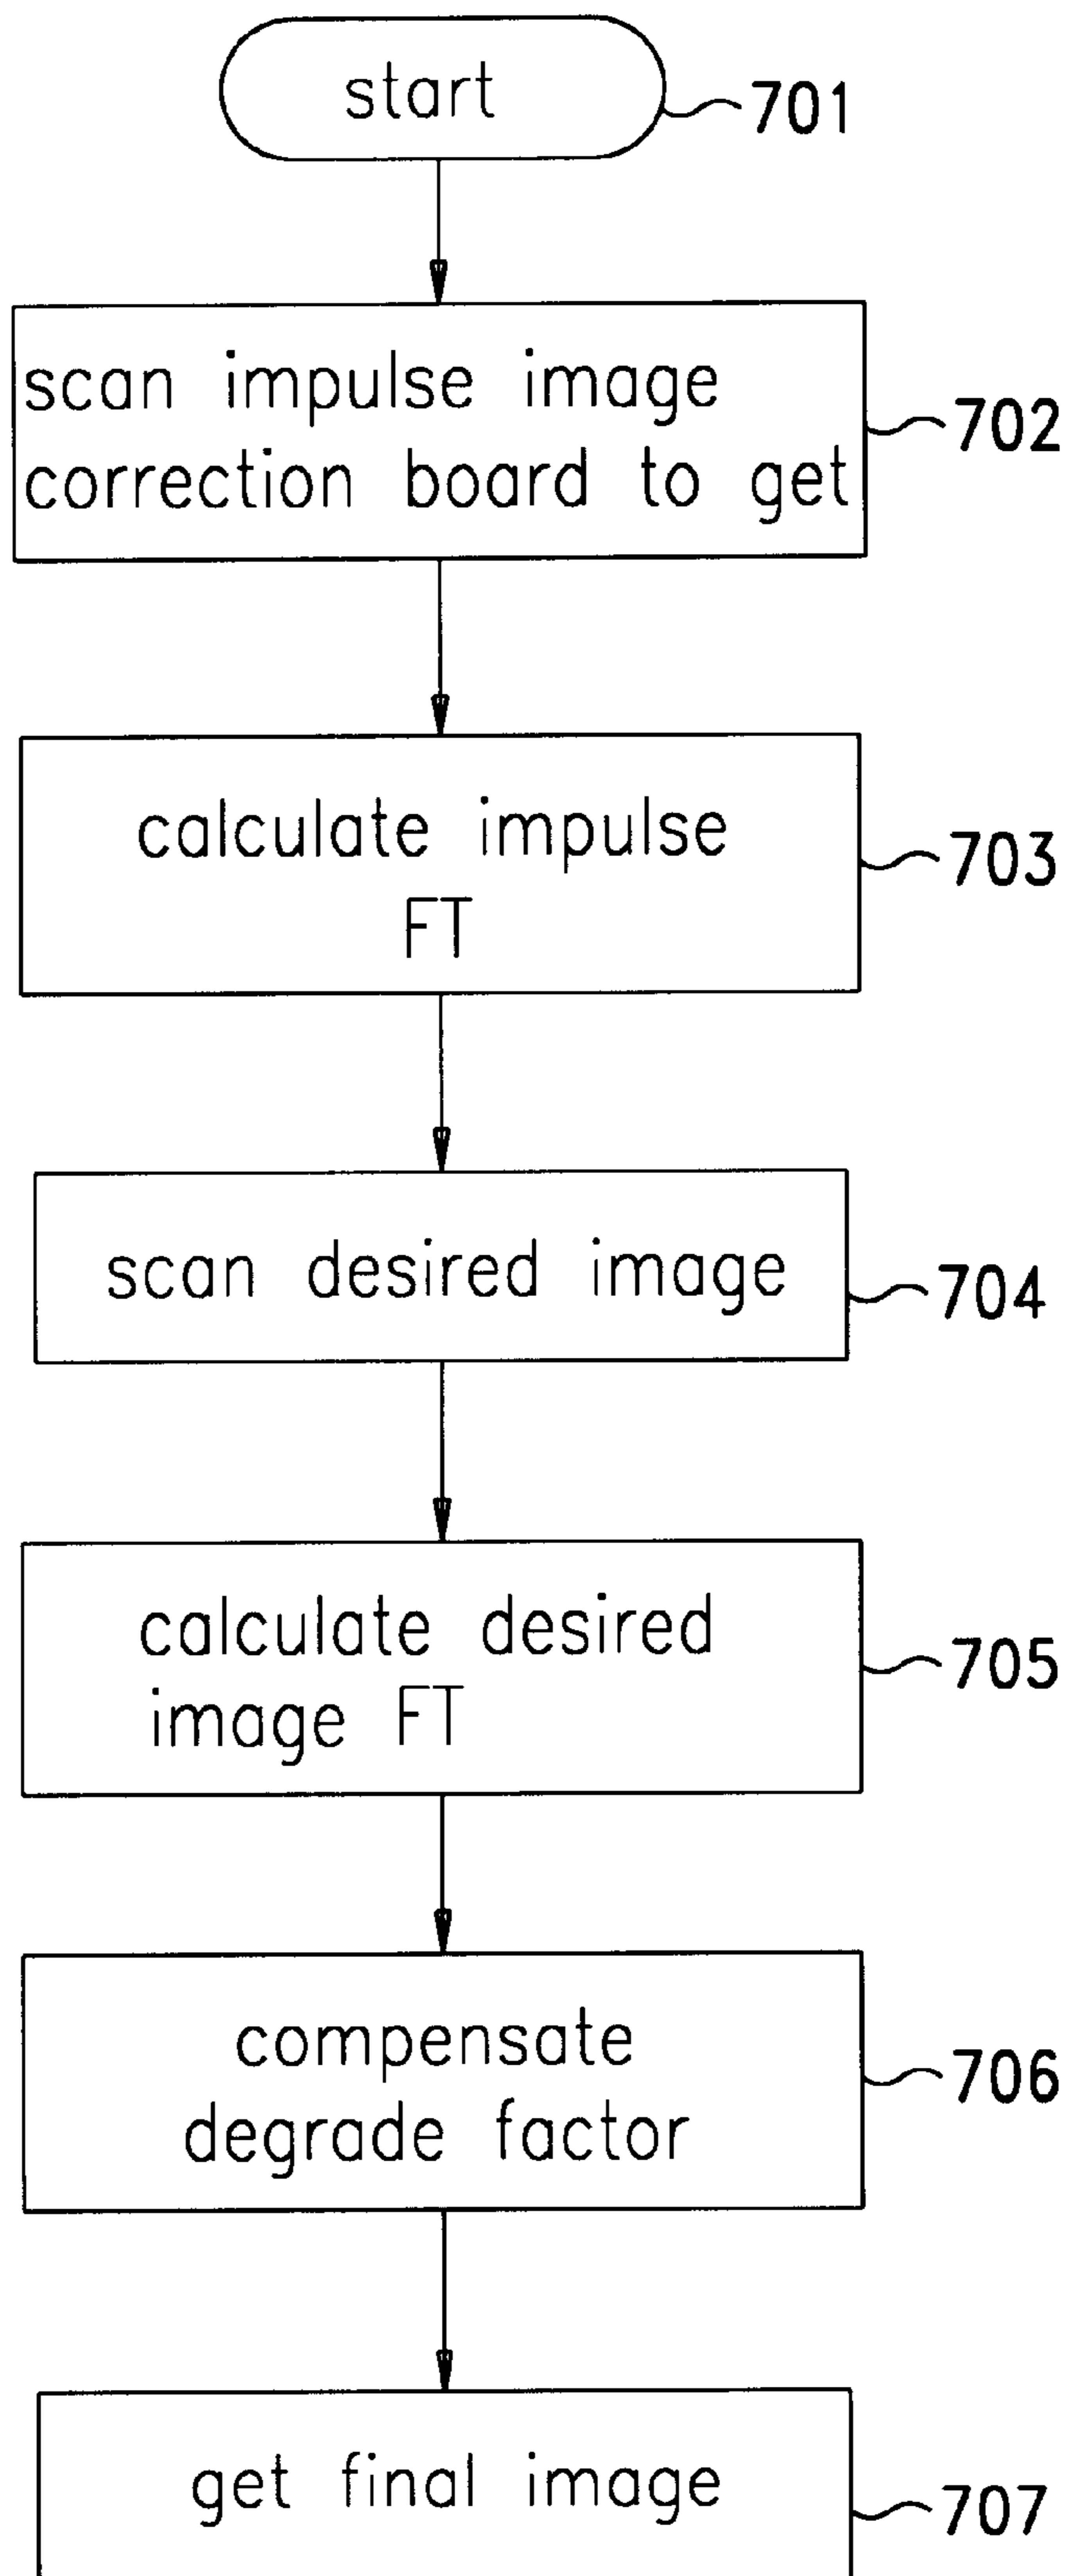 start
701
scan impulse image
correction board to get
702
calculate impulse
FT
703
scan desired image
704
calculate desired
image FT
705
compensate
degrade factor
706
get final image
707